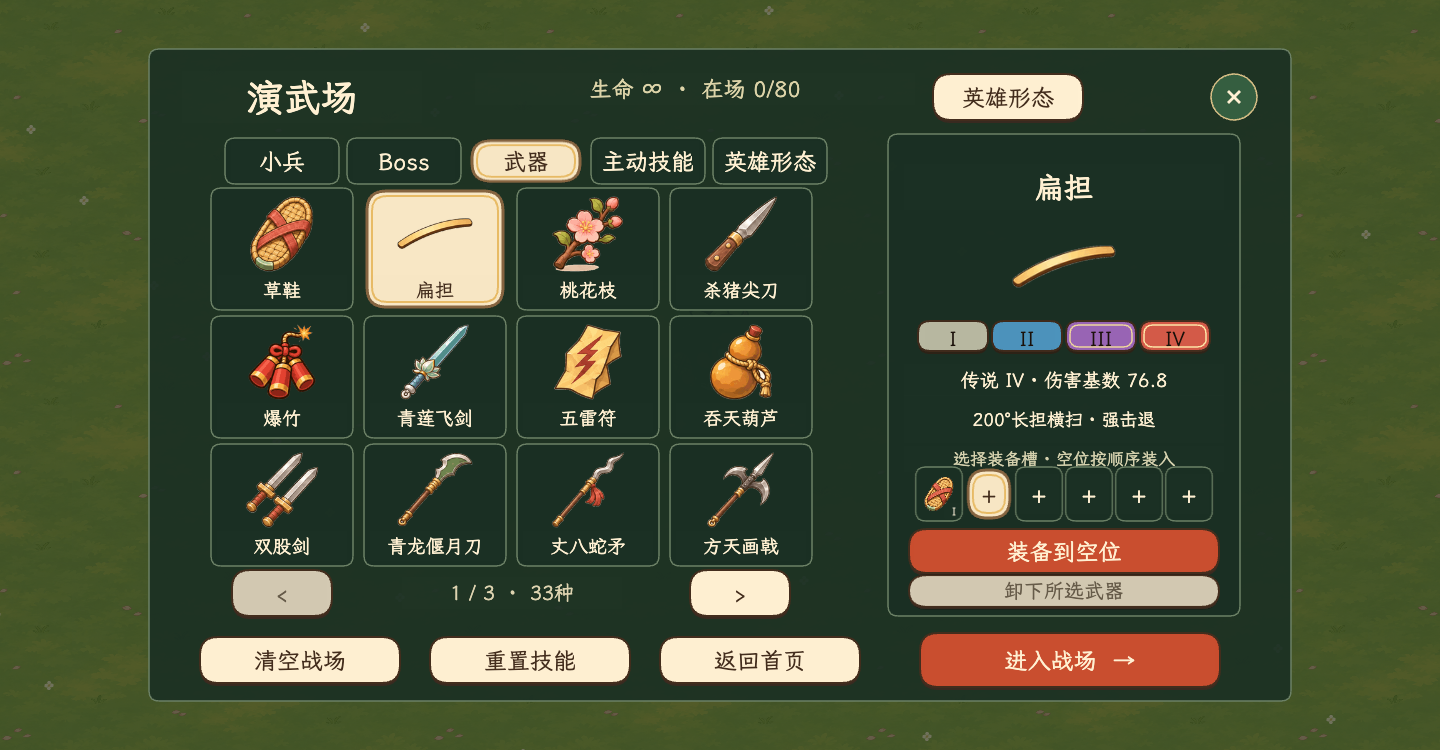 演武场
生命 ∞ · 在场 0/80
英雄形态
×
小兵 Boss 武器 主动技能 英雄形态
草鞋 扁担 桃花枝 杀猪尖刀
爆竹 青莲飞剑 五雷符 吞天葫芦
双股剑 青龙偃月刀 丈八蛇矛 方天画戟
< 1 / 3 · 33种 >
扁担
I II III IV
传说 IV · 伤害基数 76.8
200°长担横扫 · 强击退
选择装备槽 · 空位按顺序装入
I + + + + +
装备到空位
卸下所选武器
清空战场 重置技能 返回首页 进入战场 →